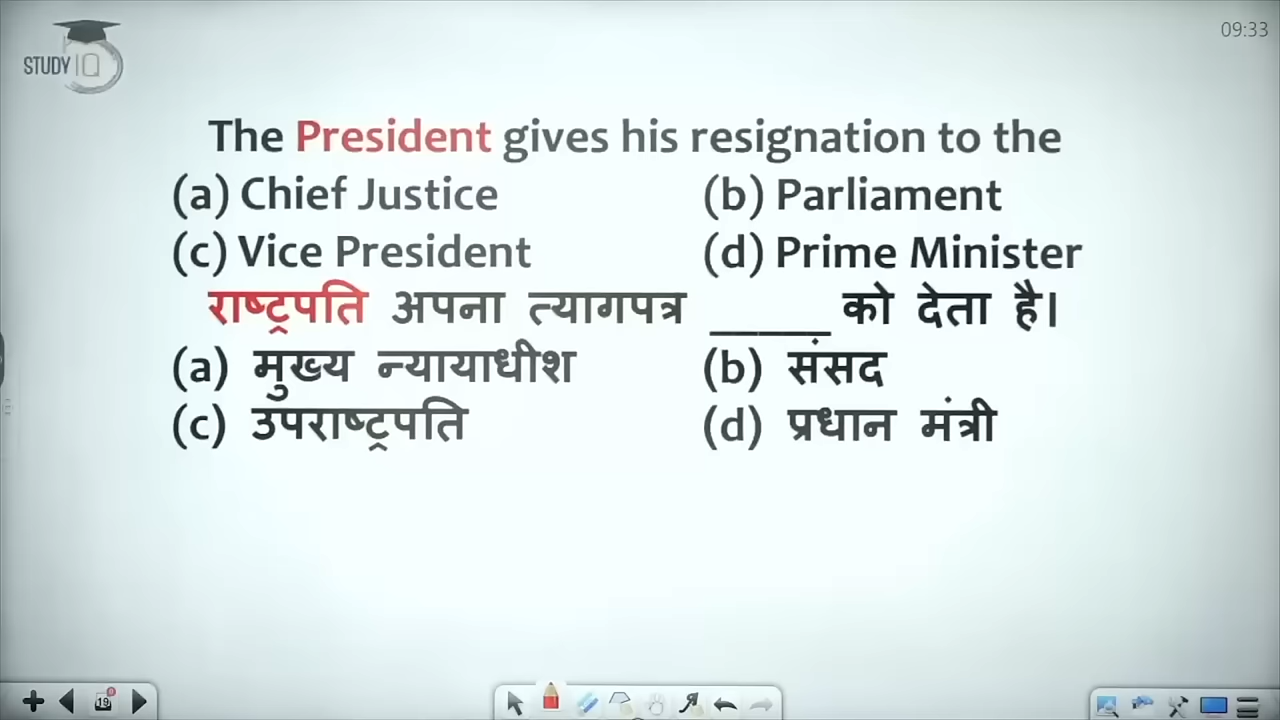 STUDY IQ
09:33
The President gives his resignation to the
(a) Chief Justice (b) Parliament
(c) Vice President (d) Prime Minister
राष्ट्रपति अपना त्यागपत्र _____ को देता है।
(a) मुख्य न्यायाधीश (b) संसद
(c) उपराष्ट्रपति (d) प्रधान मंत्री
19